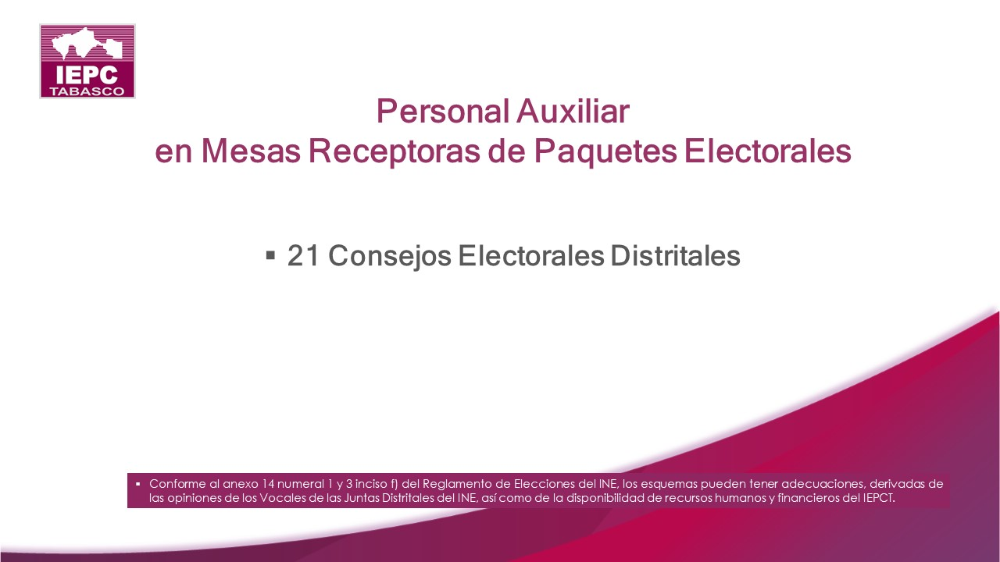 IEPC
TABASCO
Personal Auxiliar
en Mesas Receptoras de Paquetes Electorales
▪ 21 Consejos Electorales Distritales
▪ Conforme al anexo 14 numeral 1 y 3 inciso f) del Reglamento de Elecciones del INE, los esquemas pueden tener adecuaciones, derivadas de
las opiniones de los Vocales de las Juntas Distritales del INE, así como de la disponibilidad de recursos humanos y financieros del IEPCT.